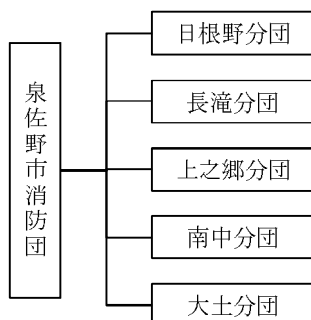 泉佐野市消防団
日根野分団
長滝分団
上之郷分団
南中分団
大土分団